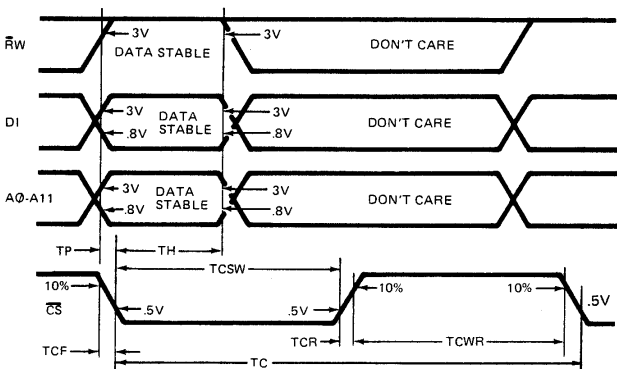 R̄W
3V
DATA STABLE
3V
DON'T CARE
DI
3V
.8V
DATA
STABLE
3V
.8V
DON'T CARE
AØ-A11
3V
.8V
DATA
STABLE
3V
.8V
DON'T CARE
TP
TH
TCSW
10%
C̄S̄
.5V
.5V
10%
10%
.5V
TCF
TCR
TCWR
TC